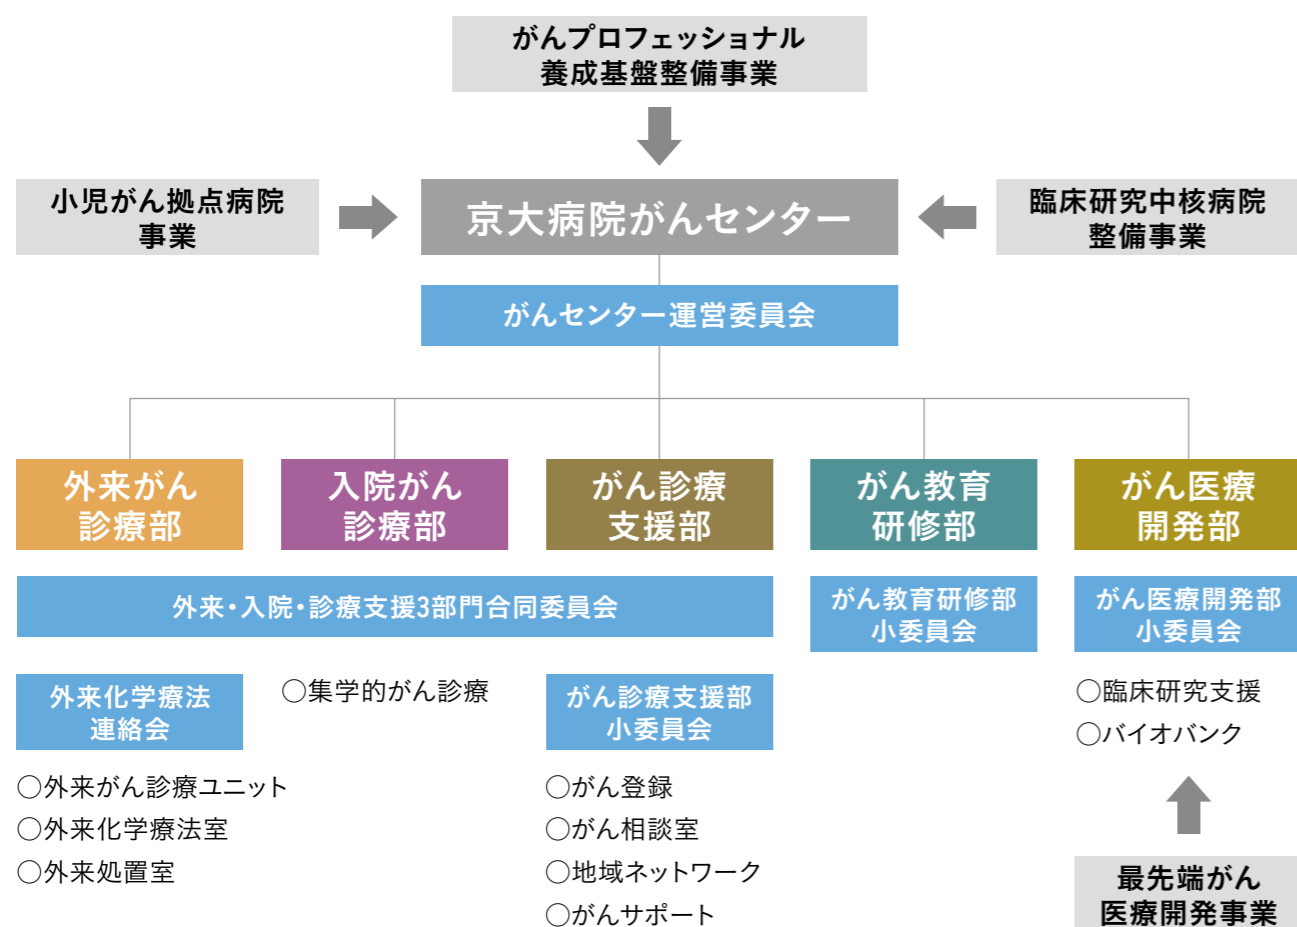 がんプロフェッショナル
養成基盤整備事業
小児がん拠点病院
事業
京大病院がんセンター
臨床研究中核病院
整備事業
がんセンター運営委員会
外来がん
診療部
入院がん
診療部
がん診療
支援部
がん教育
研修部
がん医療
開発部
外来・入院・診療支援3部門合同委員会
がん教育研修部
小委員会
がん医療開発部
小委員会
外来化学療法
連絡会
○集学的がん診療
がん診療支援部
小委員会
○臨床研究支援
○バイオバンク
○外来がん診療ユニット
○外来化学療法室
○外来処置室
○がん登録
○がん相談室
○地域ネットワーク
○がんサポート
最先端がん
医療開発事業